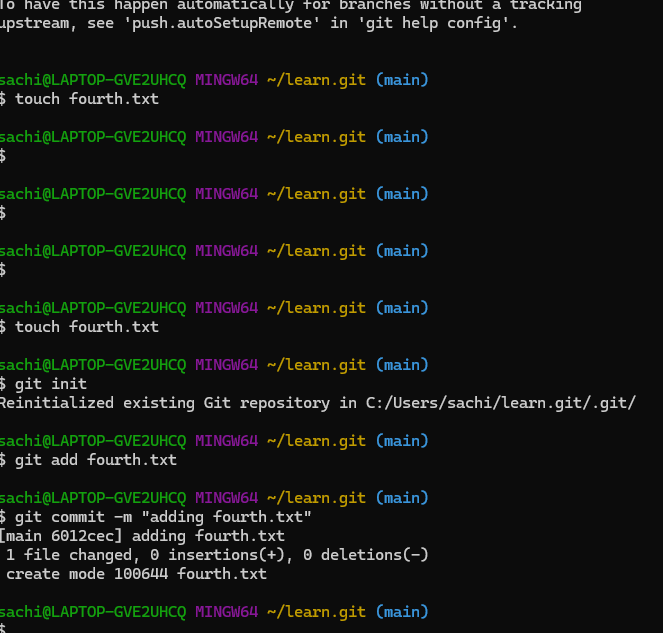 To have this happen automatically for branches without a tracking
upstream, see 'push.autoSetupRemote' in 'git help config'.
sachi@LAPTOP-GVE2UHCQ MINGW64 ~/learn.git (main)
$ touch fourth.txt
sachi@LAPTOP-GVE2UHCQ MINGW64 ~/learn.git (main)
$
sachi@LAPTOP-GVE2UHCQ MINGW64 ~/learn.git (main)
$
sachi@LAPTOP-GVE2UHCQ MINGW64 ~/learn.git (main)
$
sachi@LAPTOP-GVE2UHCQ MINGW64 ~/learn.git (main)
$ touch fourth.txt
sachi@LAPTOP-GVE2UHCQ MINGW64 ~/learn.git (main)
$ git init
Reinitialized existing Git repository in C:/Users/sachi/learn.git/.git/
sachi@LAPTOP-GVE2UHCQ MINGW64 ~/learn.git (main)
$ git add fourth.txt
sachi@LAPTOP-GVE2UHCQ MINGW64 ~/learn.git (main)
$ git commit -m "adding fourth.txt"
[main 6012cec] adding fourth.txt
1 file changed, 0 insertions(+), 0 deletions(-)
create mode 100644 fourth.txt
sachi@LAPTOP-GVE2UHCQ MINGW64 ~/learn.git (main)
$